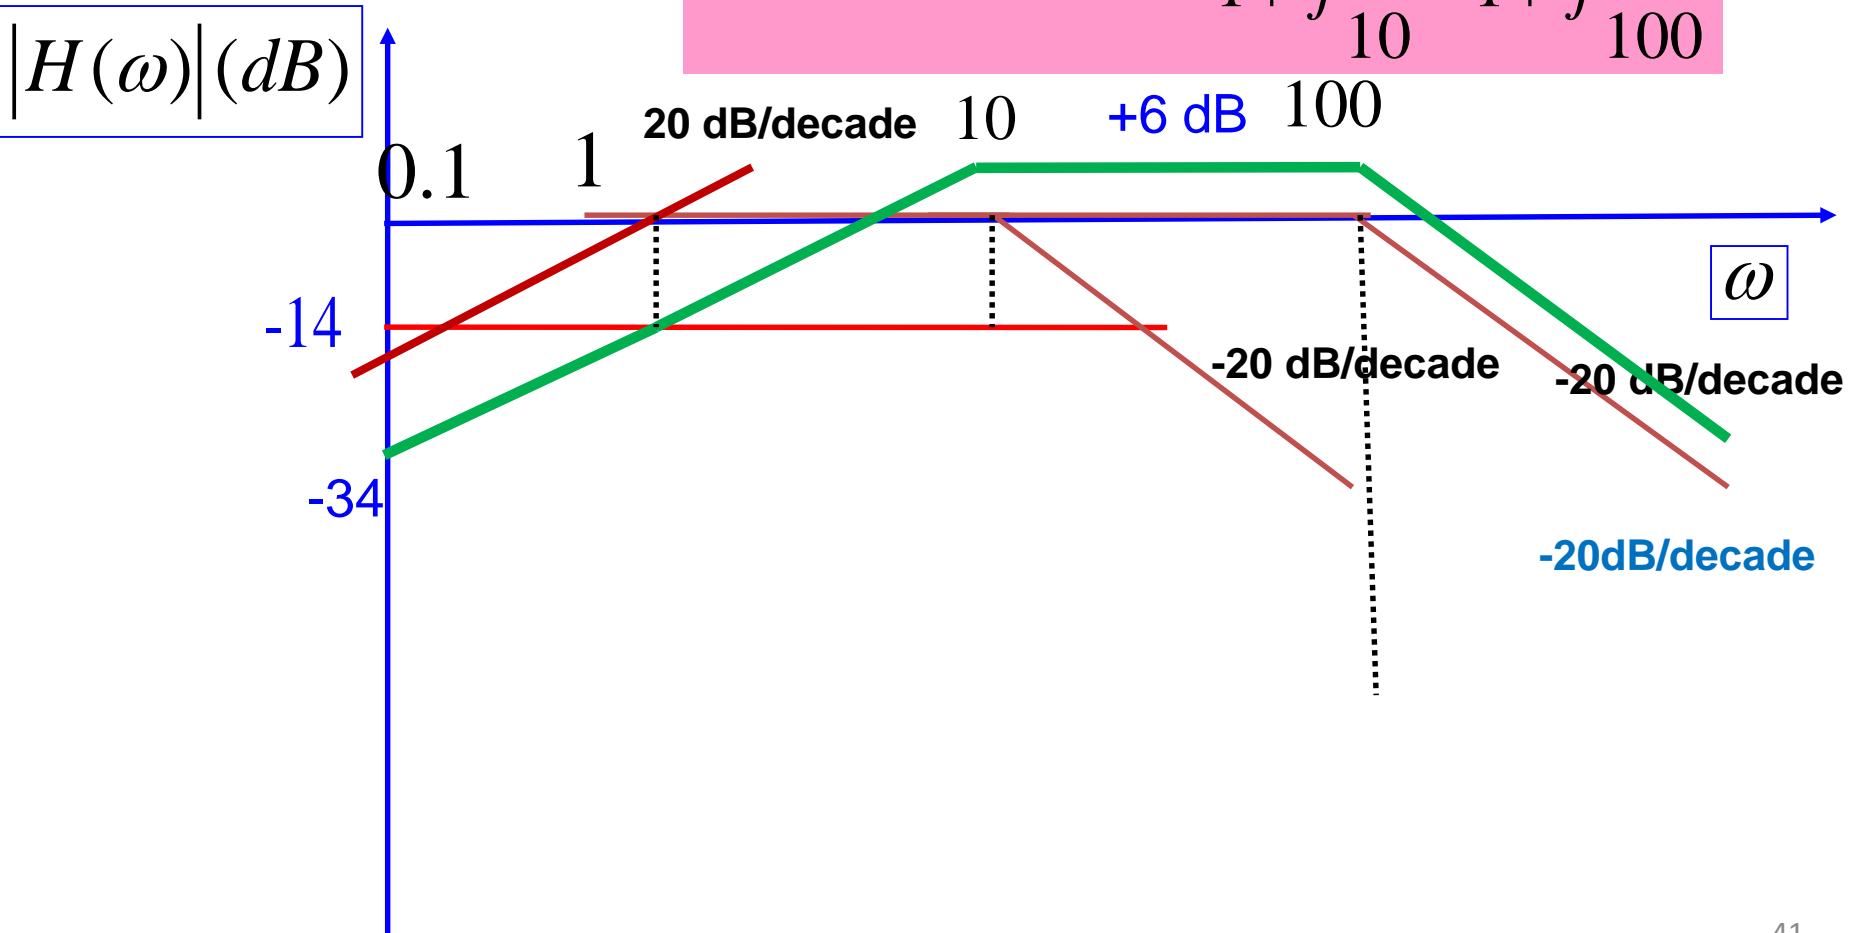 10 100
|H(ω)|(dB)
20 dB/decade 10 +6 dB 100
0.1 1
ω
-14
-20 dB/decade -20 dB/decade
-34
-20dB/decade